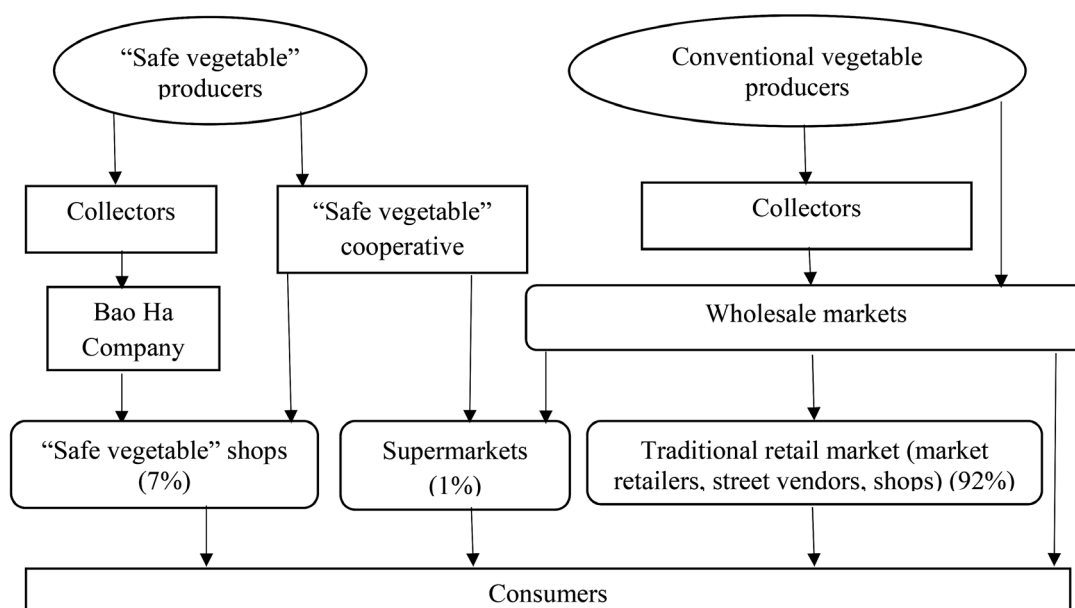 “Safe vegetable”
producers
Conventional vegetable
producers
Collectors
“Safe vegetable”
cooperative
Collectors
Bao Ha
Company
Wholesale markets
“Safe vegetable” shops
(7%)
Supermarkets
(1%)
Traditional retail market (market
retailers, street vendors, shops) (92%)
Consumers